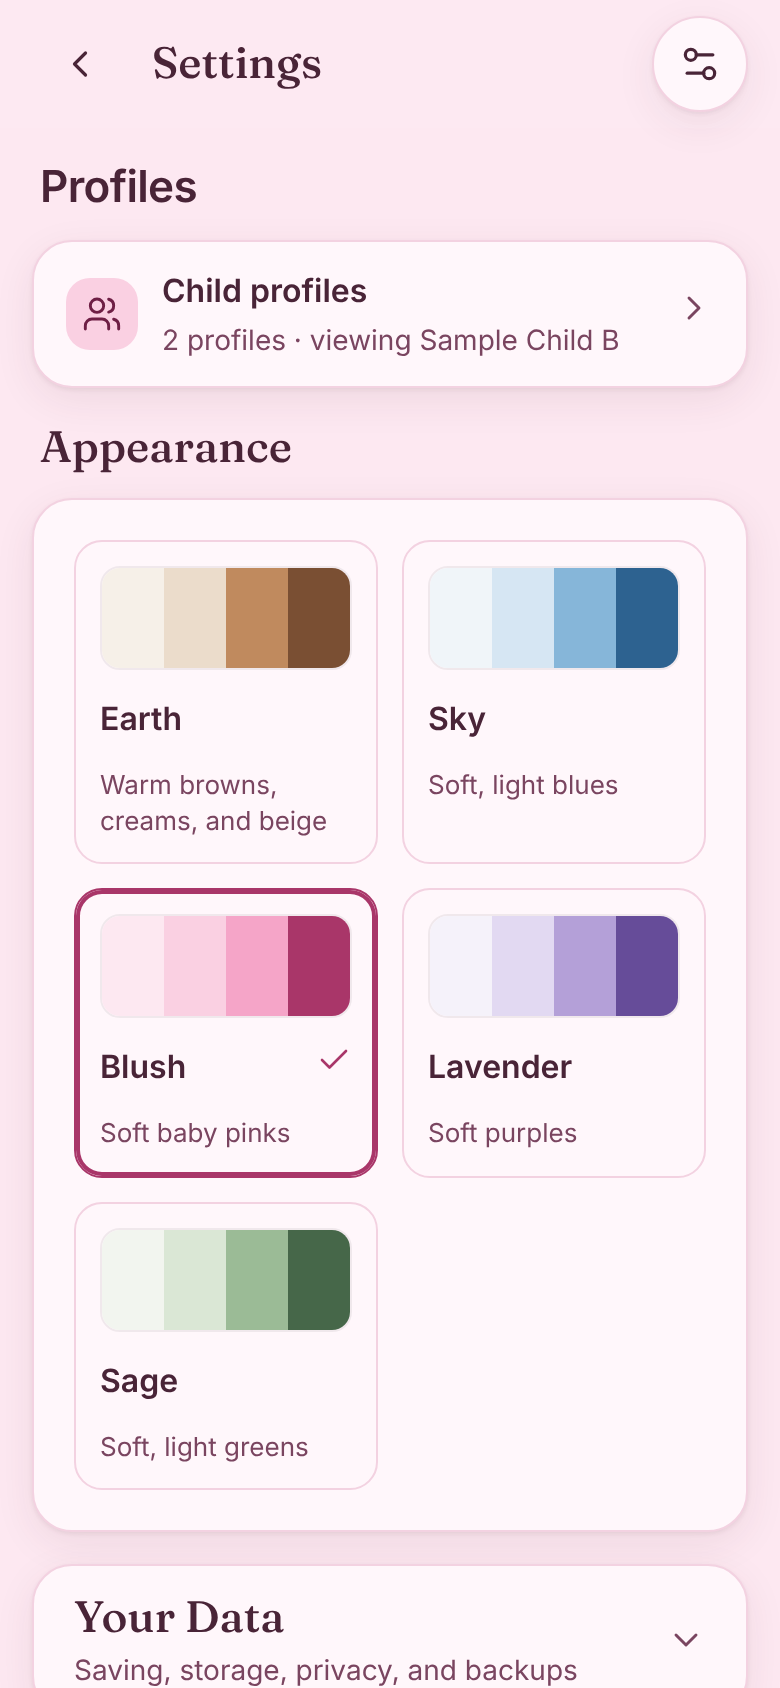 Settings
Profiles
Child profiles
2 profiles · viewing Sample Child B
Appearance
Earth
Warm browns,
creams, and beige
Sky
Soft, light blues
Blush
Soft baby pinks
Lavender
Soft purples
Sage
Soft, light greens
Your Data
Saving, storage, privacy, and backups